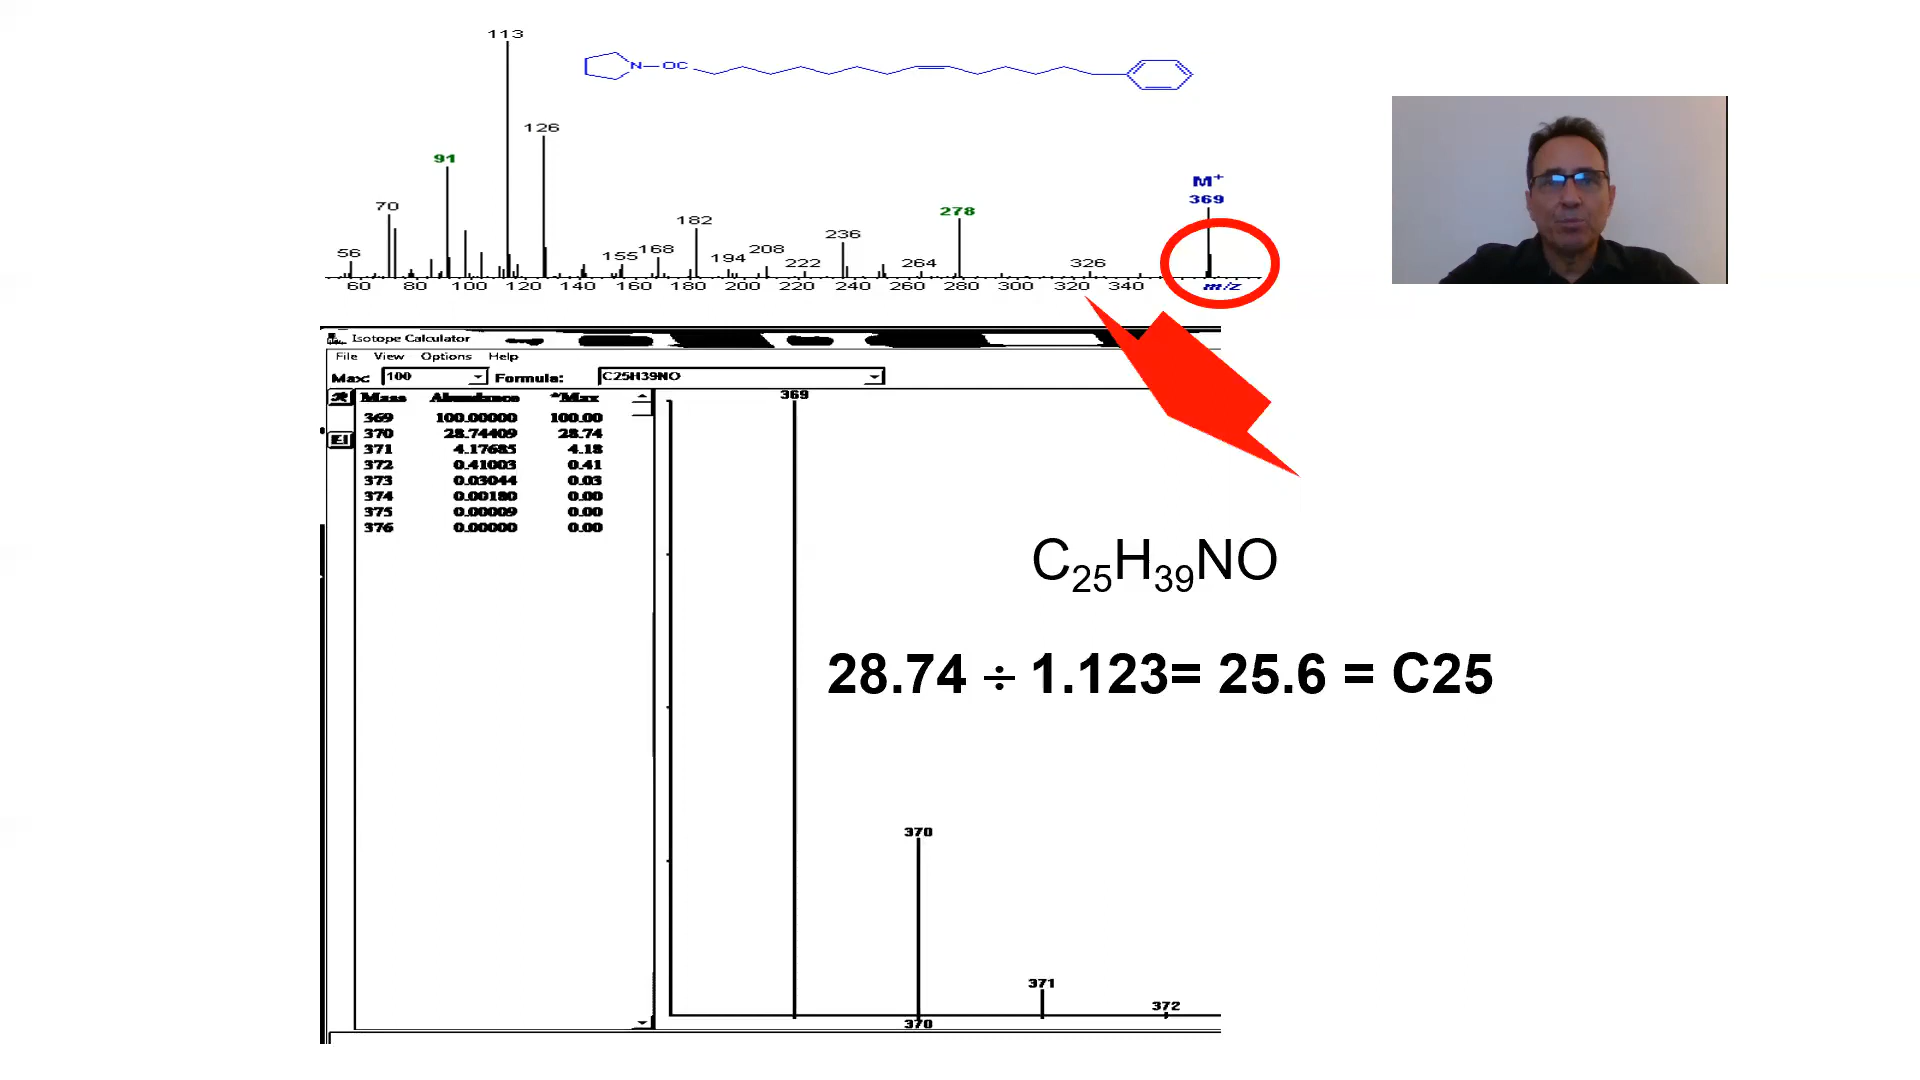 113
126
91
M+
369
70
278
182
236
56
155 168
194 208
222
264
326
N OC
60 80 100 120 140 160 180 200 220 240 260 280 300 320 340 m/z
Isotope Calculator
File View Options Help
Max: 100 Formula: C25H39NO
Mass Abundance %Max
369 100.00000 100.00
370 28.74409 28.74
371 4.17685 4.18
372 0.41003 0.41
373 0.03044 0.03
374 0.00180 0.00
375 0.00009 0.00
376 0.00000 0.00
369
C25H39NO
28.74 ÷ 1.123= 25.6 = C25
370
371
372
370